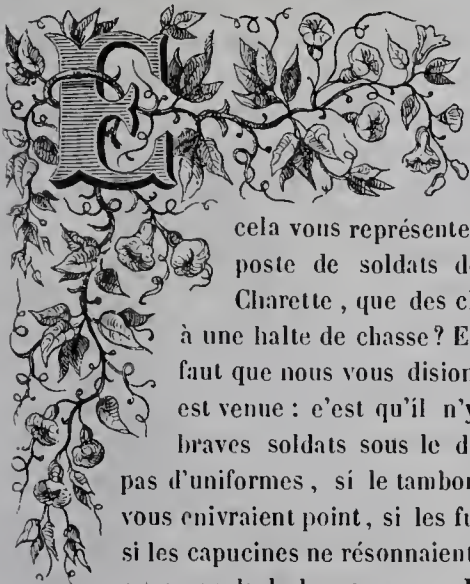 E
cela vous représente
poste de soldats d
Charette , que des c
à une halte de chasse? E
faut que nous vous dision
est venue : c'est qu'il n'y
braves soldats sous le d
pas d'uniformes , si le tambo
vous enivraient point, si les fu
si les capucines ne résonnaient